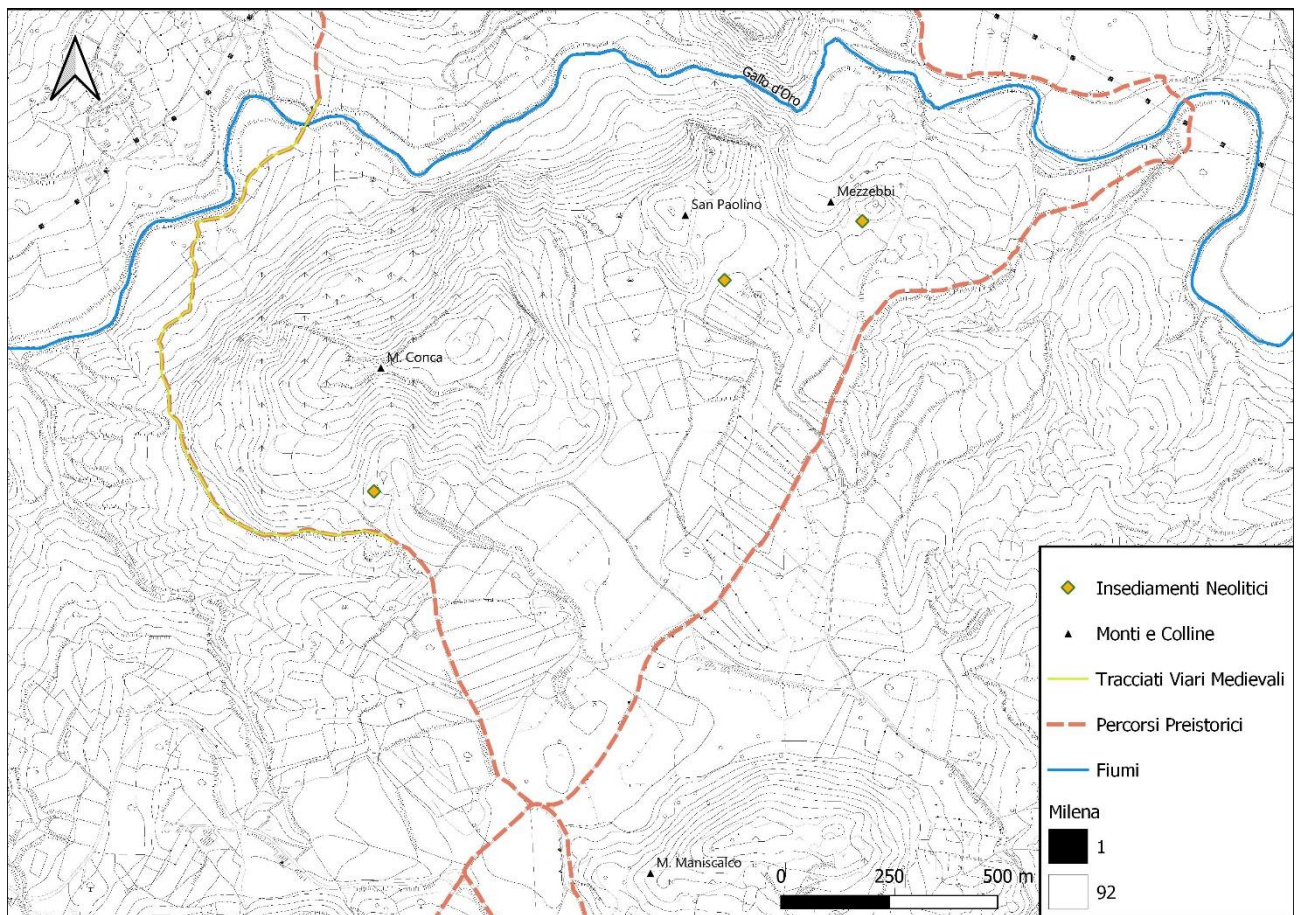 Gallo d'Oro
Mezzebbi
San Paolino
M. Conca
M. Maniscalco
Insediamenti Neolitici
Monti e Colline
Tracciati Viari Medievali
Percorsi Preistorici
Fiumi
Milena
1
92
0 250 500 m